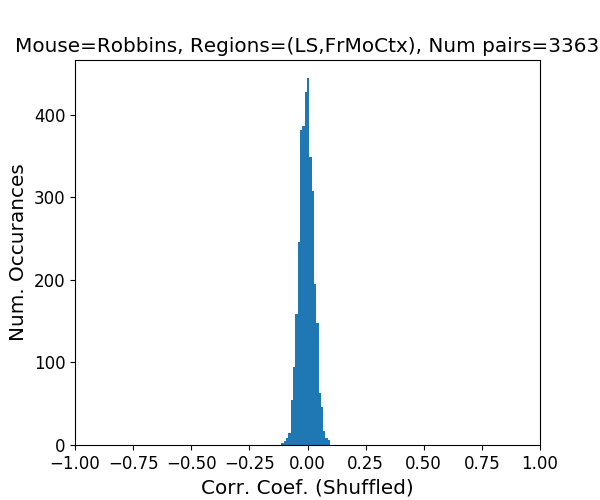 Mouse=Robbins, Regions=(LS,FrMoCtx), Num pairs=3363
Num. Occurances
400
300
200
100
0
−1.00 −0.75 −0.50 −0.25 0.00 0.25 0.50 0.75 1.00
Corr. Coef. (Shuffled)